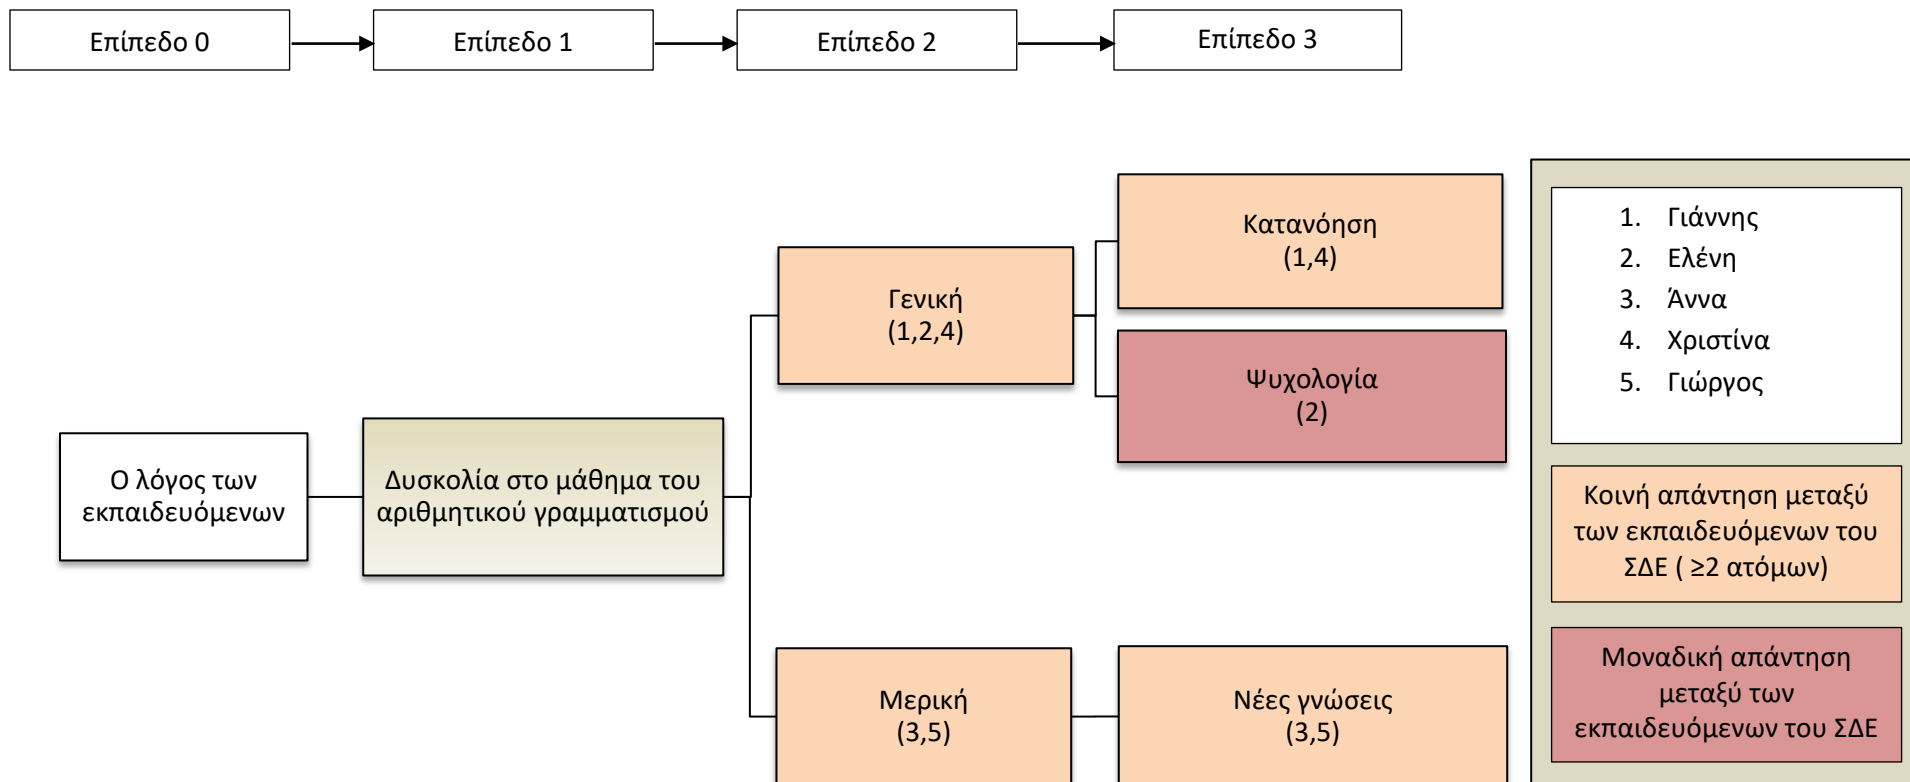 Επίπεδο 0
Επίπεδο 1
Επίπεδο 2
Επίπεδο 3
Ο λόγος των
εκπαιδευόμενων
Δυσκολία στο μάθημα του
αριθμητικού γραμματισμού
Γενική
(1,2,4)
Κατανόηση
(1,4)
Ψυχολογία
(2)
Μερική
(3,5)
Νέες γνώσεις
(3,5)
1. Γιάννης
2. Ελένη
3. Άννα
4. Χριστίνα
5. Γιώργος
Κοινή απάντηση μεταξύ
των εκπαιδευόμενων του
ΣΔΕ ( ≥2 ατόμων)
Μοναδική απάντηση
μεταξύ των
εκπαιδευόμενων του ΣΔΕ